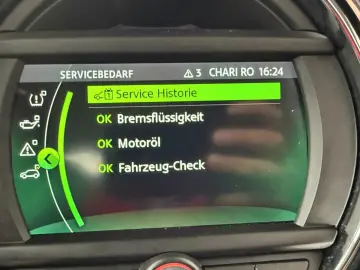 SERVICEBEDARF 3 CHARI RO 16:24
Service Historie
OK Bremsflüssigkeit
OK Motoröl
OK Fahrzeug-Check